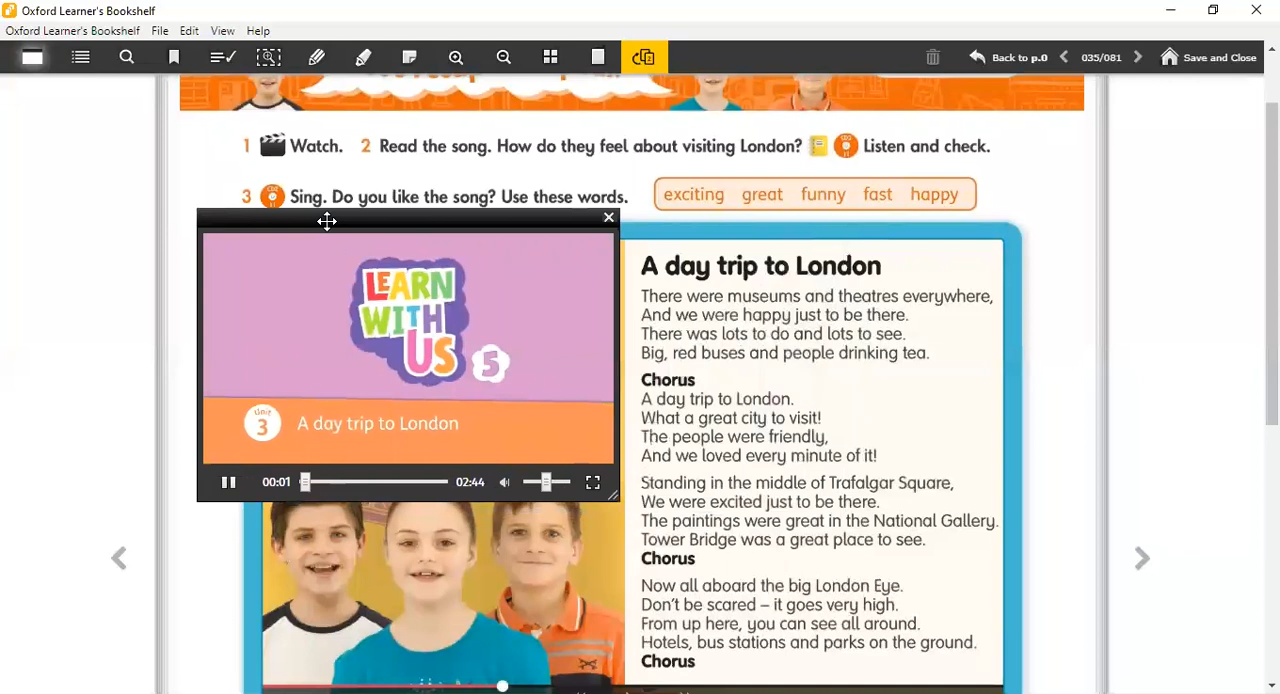 Oxford Learner's Bookshelf
Oxford Learner's Bookshelf File Edit View Help
Back to p.0 035/081 Save and Close
1 Watch. 2 Read the song. How do they feel about visiting London? Listen and check.
3 Sing. Do you like the song? Use these words.
exciting great funny fast happy
LEARN
WITH
US 5
Unit
3 A day trip to London
00:01 02:44
A day trip to London
There were museums and theatres everywhere,
And we were happy just to be there.
There was lots to do and lots to see.
Big, red buses and people drinking tea.
Chorus
A day trip to London.
What a great city to visit!
The people were friendly,
And we loved every minute of it!
Standing in the middle of Trafalgar Square,
We were excited just to be there.
The paintings were great in the National Gallery.
Tower Bridge was a great place to see.
Chorus
Now all aboard the big London Eye.
Don't be scared – it goes very high.
From up here, you can see all around.
Hotels, bus stations and parks on the ground.
Chorus